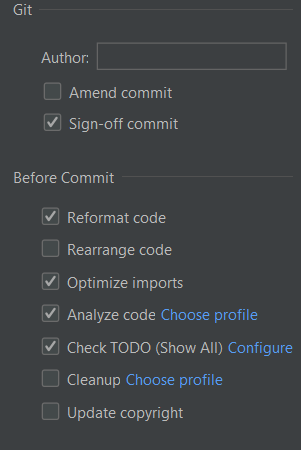 Git
Author:
Amend commit
Sign-off commit
Before Commit
Reformat code
Rearrange code
Optimize imports
Analyze code Choose profile
Check TODO (Show All) Configure
Cleanup Choose profile
Update copyright